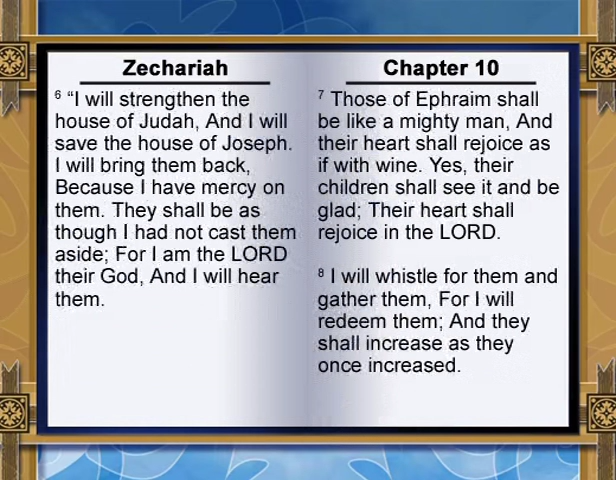 Zechariah
⁶ “I will strengthen the
house of Judah, And I will
save the house of Joseph.
I will bring them back,
Because I have mercy on
them. They shall be as
though I had not cast them
aside; For I am the LORD
their God, And I will hear
them.
Chapter 10
⁷ Those of Ephraim shall
be like a mighty man, And
their heart shall rejoice as
if with wine. Yes, their
children shall see it and be
glad; Their heart shall
rejoice in the LORD.
⁸ I will whistle for them and
gather them, For I will
redeem them; And they
shall increase as they
once increased.